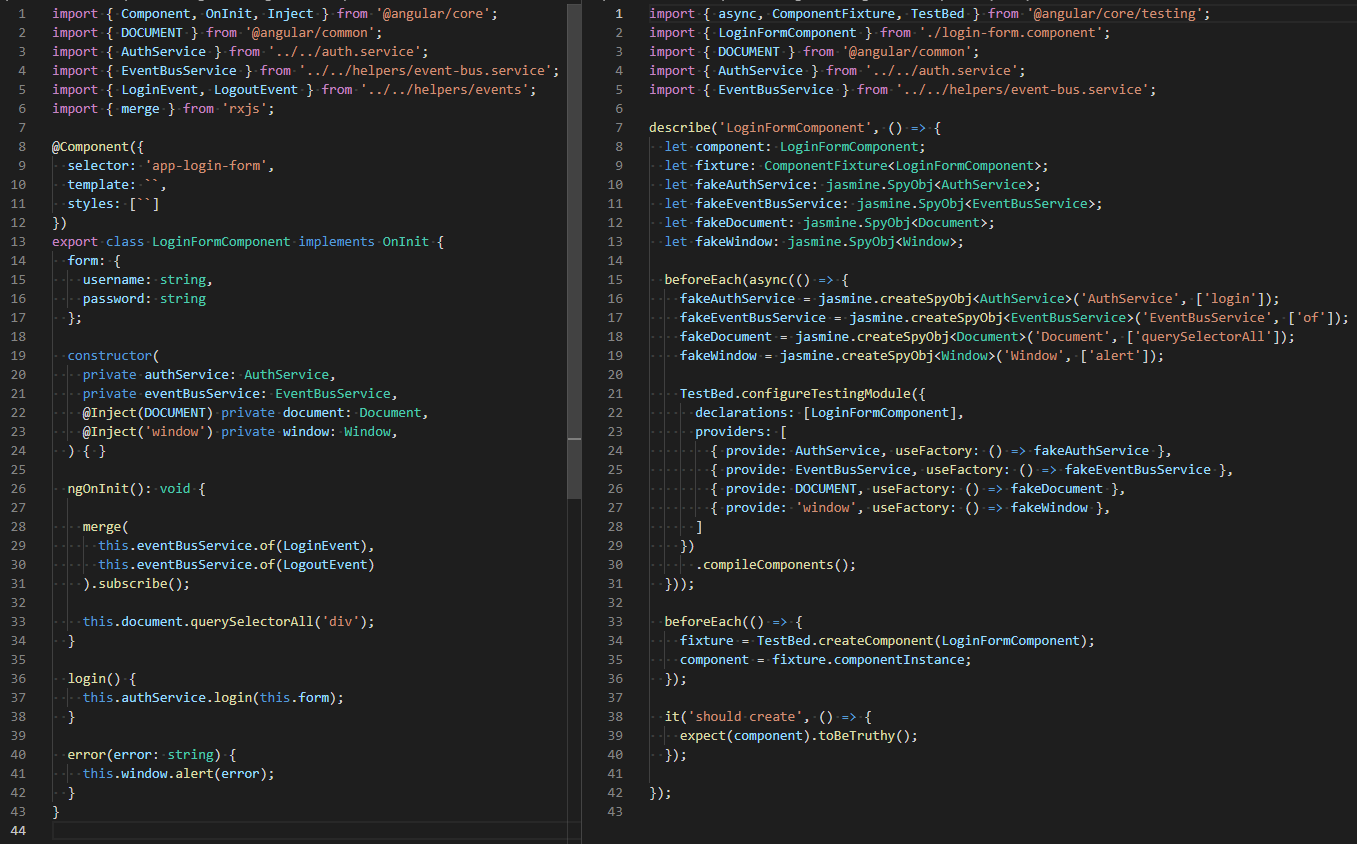 1 import { Component, OnInit, Inject } from '@angular/core';
2 import { DOCUMENT } from '@angular/common';
3 import { AuthService } from '../../auth.service';
4 import { EventBusService } from '../../helpers/event-bus.service';
5 import { LoginEvent, LogoutEvent } from '../../helpers/events';
6 import { merge } from 'rxjs';
7
8 @Component({
9   selector: 'app-login-form',
10   template: ``,
11   styles: [``]
12 })
13 export class LoginFormComponent implements OnInit {
14   form: {
15     username: string,
16     password: string
17   };
18
19   constructor(
20     private authService: AuthService,
21     private eventBusService: EventBusService,
22     @Inject(DOCUMENT) private document: Document,
23     @Inject('window') private window: Window,
24   ) { }
25
26   ngOnInit(): void {
27
28     merge(
29       this.eventBusService.of(LoginEvent),
30       this.eventBusService.of(LogoutEvent)
31     ).subscribe();
32
33     this.document.querySelectorAll('div');
34   }
35
36   login() {
37     this.authService.login(this.form);
38   }
39
40   error(error: string) {
41     this.window.alert(error);
42   }
43 }
44
1 import { async, ComponentFixture, TestBed } from '@angular/core/testing';
2 import { LoginFormComponent } from './login-form.component';
3 import { DOCUMENT } from '@angular/common';
4 import { AuthService } from '../../auth.service';
5 import { EventBusService } from '../../helpers/event-bus.service';
6
7 describe('LoginFormComponent', () => {
8   let component: LoginFormComponent;
9   let fixture: ComponentFixture<LoginFormComponent>;
10   let fakeAuthService: jasmine.SpyObj<AuthService>;
11   let fakeEventBusService: jasmine.SpyObj<EventBusService>;
12   let fakeDocument: jasmine.SpyObj<Document>;
13   let fakeWindow: jasmine.SpyObj<Window>;
14
15   beforeEach(async(() => {
16     fakeAuthService = jasmine.createSpyObj<AuthService>('AuthService', ['login']);
17     fakeEventBusService = jasmine.createSpyObj<EventBusService>('EventBusService', ['of']);
18     fakeDocument = jasmine.createSpyObj<Document>('Document', ['querySelectorAll']);
19     fakeWindow = jasmine.createSpyObj<Window>('Window', ['alert']);
20
21     TestBed.configureTestingModule({
22       declarations: [LoginFormComponent],
23       providers: [
24         { provide: AuthService, useFactory: () => fakeAuthService },
25         { provide: EventBusService, useFactory: () => fakeEventBusService },
26         { provide: DOCUMENT, useFactory: () => fakeDocument },
27         { provide: 'window', useFactory: () => fakeWindow },
28       ]
29     })
30       .compileComponents();
31   }));
32
33   beforeEach(() => {
34     fixture = TestBed.createComponent(LoginFormComponent);
35     component = fixture.componentInstance;
36   });
37
38   it('should create', () => {
39     expect(component).toBeTruthy();
40   });
41
42 });
43